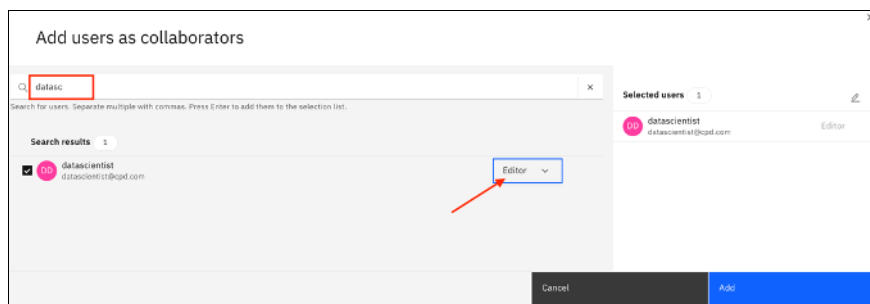 Add users as collaborators
datasc
Search for users. Separate multiple with commas. Press Enter to add them to the selection list.
Search results 1
DD datascientist
datascientist@cpd.com
Editor
Selected users 1
DD datascientist
datascientist@cpd.com
Editor
Cancel
Add